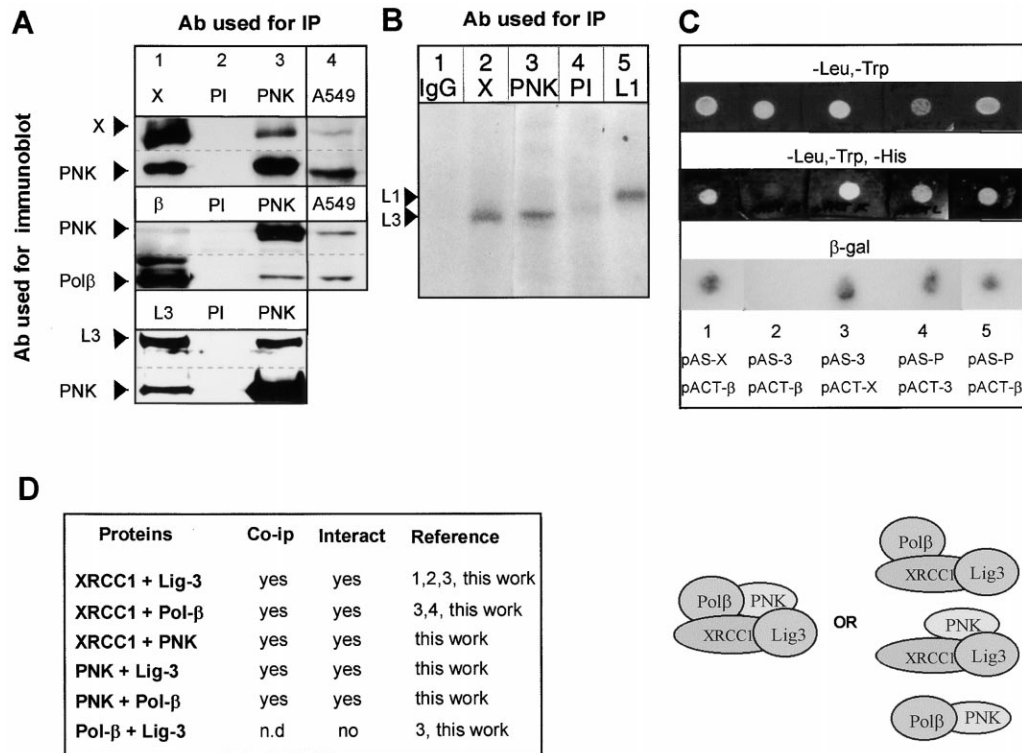 A
Ab used for IP
Ab used for immunoblot
1 2 3 4
X PI PNK A549
X
PNK
β PI PNK A549
PNK
Polβ
L3 PI PNK
L3
PNK
B
Ab used for IP
1 2 3 4 5
IgG X PNK PI L1
L1
L3
C
-Leu,-Trp
-Leu,-Trp, -His
β-gal
1 2 3 4 5
pAS-X pAS-3 pAS-3 pAS-P pAS-P
pACT-β pACT-β pACT-X pACT-3 pACT-β
D
Proteins Co-ip Interact Reference
XRCC1 + Lig-3 yes yes 1,2,3, this work
XRCC1 + Pol-β yes yes 3,4, this work
XRCC1 + PNK yes yes this work
PNK + Lig-3 yes yes this work
PNK + Pol-β yes yes this work
Pol-β + Lig-3 n.d no 3, this work
Polβ PNK
XRCC1 Lig3
OR
Polβ
XRCC1 Lig3
PNK
XRCC1 Lig3
Polβ PNK